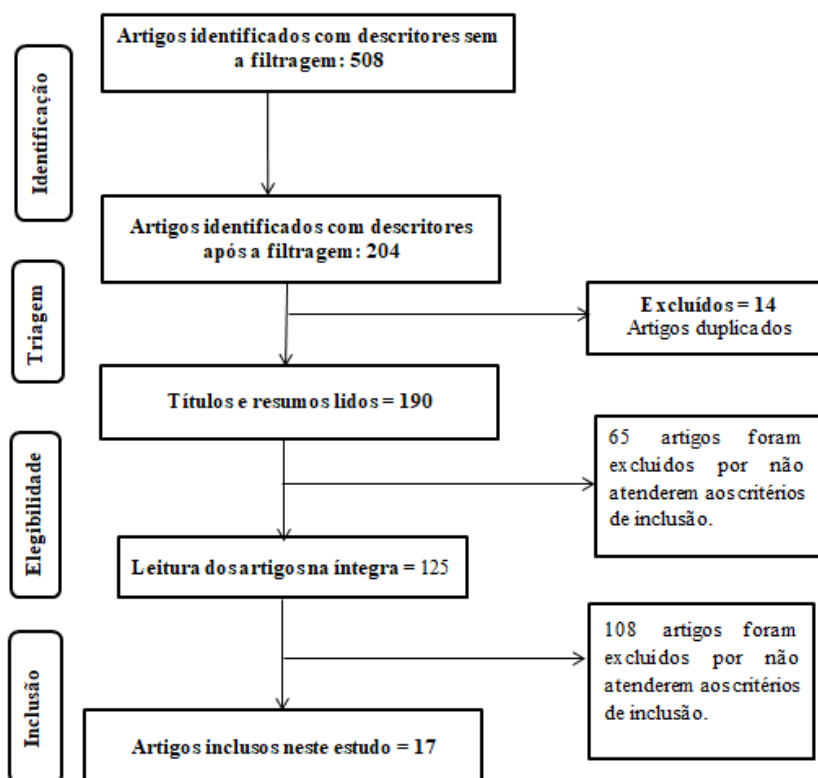 Identificação
Artigos identificados com descritores sem
a filtragem: 508
Artigos identificados com descritores
após a filtragem: 204
Triagem
Excluídos = 14
Artigos duplicados
Títulos e resumos lidos = 190
Elegibilidade
65 artigos foram
excluídos por não
atenderem aos critérios
de inclusão.
Leitura dos artigos na íntegra = 125
Inclusão
108 artigos foram
excluídos por não
atenderem aos critérios
de inclusão.
Artigos inclusos neste estudo = 17